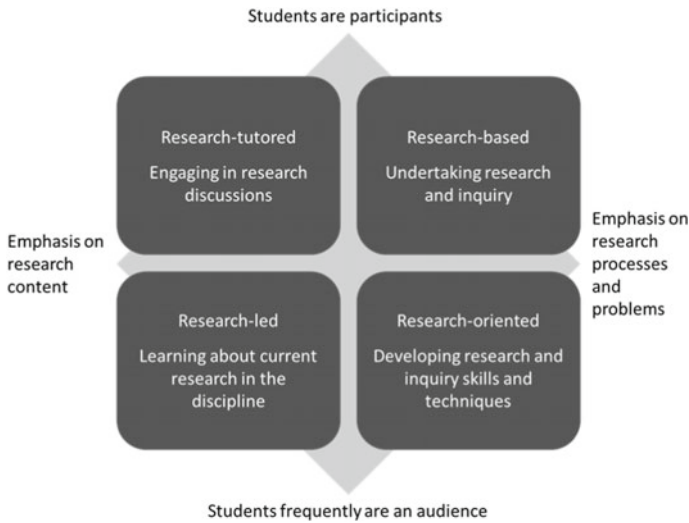 Students are participants
Research-tutored
Engaging in research
discussions
Research-based
Undertaking research
and inquiry
Emphasis on
research
content
Emphasis on
research
processes
and
problems
Research-led
Learning about current
research in the
discipline
Research-oriented
Developing research and
inquiry skills and
techniques
Students frequently are an audience